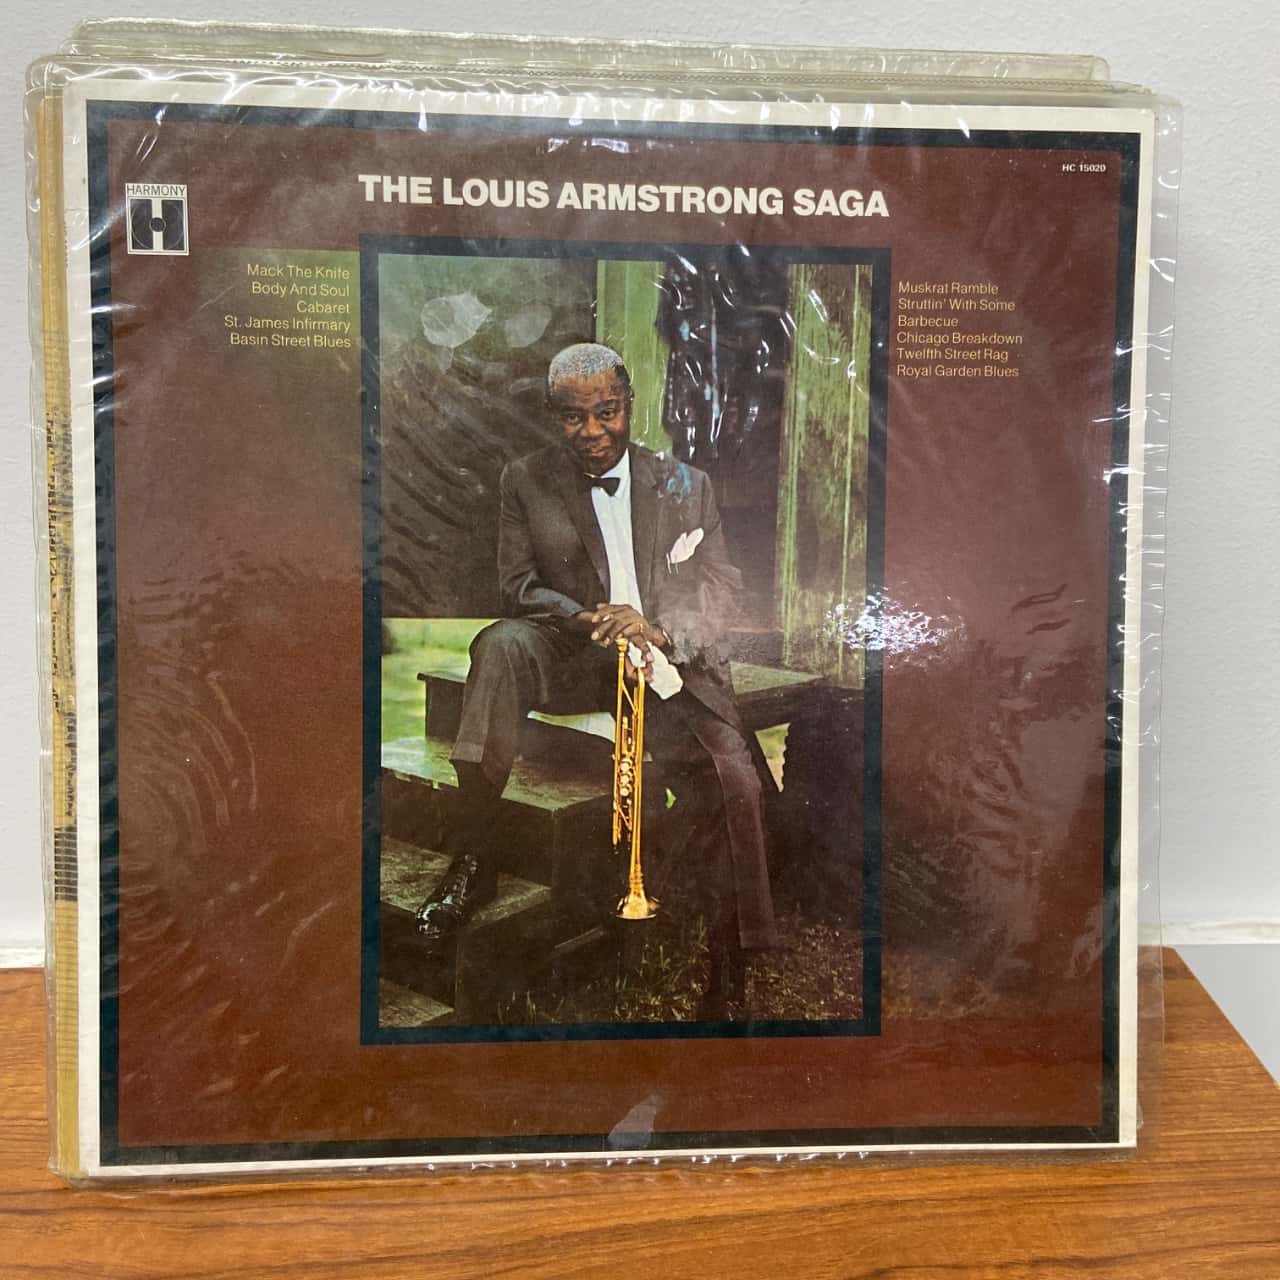 HC 15020
HARMONY
THE LOUIS ARMSTRONG SAGA
Mack The Knife
Body And Soul
Cabaret
St. James Infirmary
Basin Street Blues
Muskrat Ramble
Struttin' With Some
Barbecue
Chicago Breakdown
Twelfth Street Rag
Royal Garden Blues